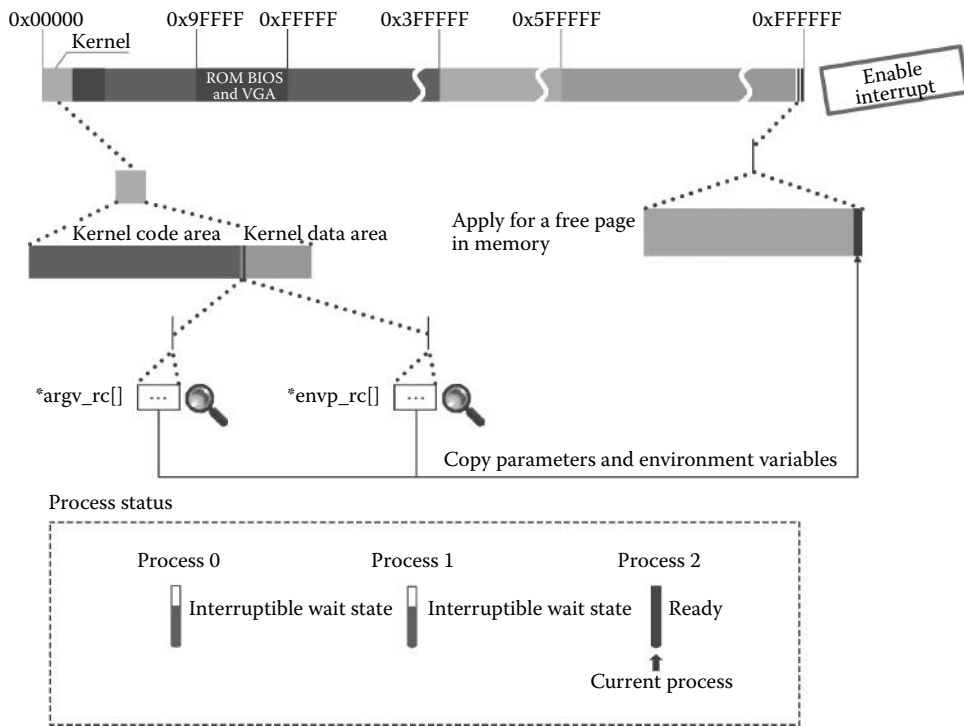 0x00000 0x9FFFF 0xFFFFF 0x3FFFFF 0x5FFFFF 0xFFFFFF
Kernel
ROM BIOS
and VGA
Enable
interrupt
Apply for a free page
in memory
Kernel code area Kernel data area
*argv_rc[] ... *envp_rc[] ...
Copy parameters and environment variables
Process status
Process 0 Process 1 Process 2
Interruptible wait state Interruptible wait state Ready
Current process